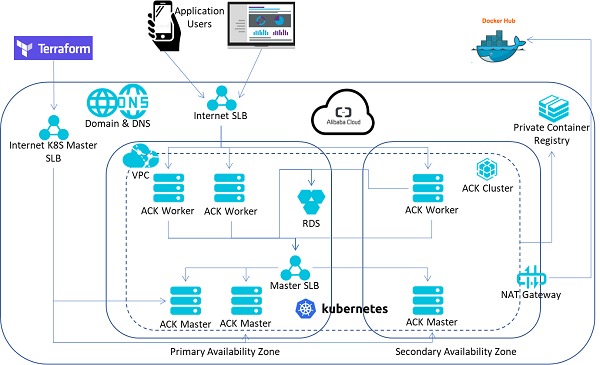 Application
Users
Docker Hub
Terraform
DNS
Domain & DNS
Internet SLB
Alibaba Cloud
Internet K8S Master
SLB
Private Container
Registry
VPC
ACK Cluster
ACK Worker
ACK Worker
RDS
ACK Worker
Master SLB
NAT Gateway
ACK Master
ACK Master
kubernetes
ACK Master
Primary Availability Zone
Secondary Availability Zone